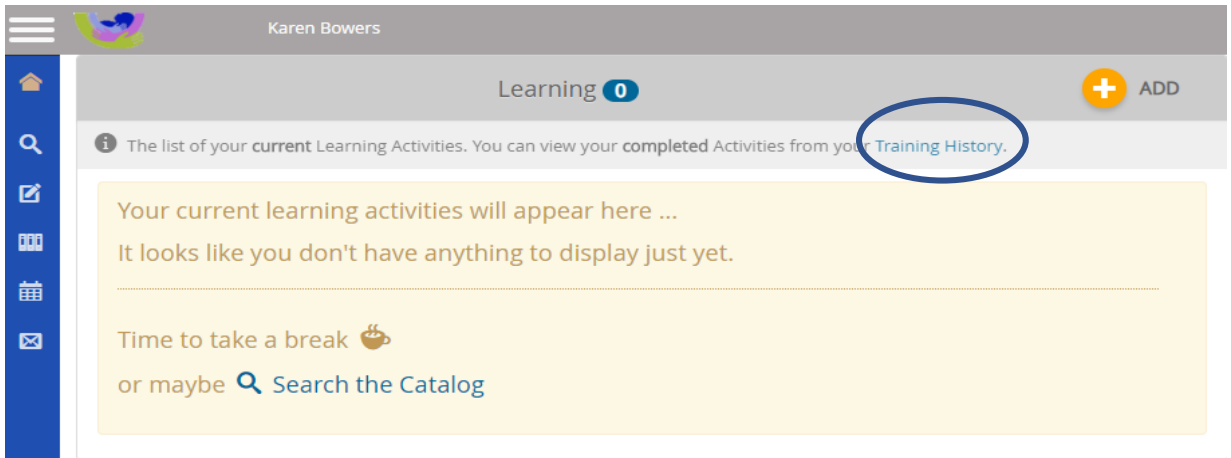 Karen Bowers
Learning 0
ADD
The list of your current Learning Activities. You can view your completed Activities from your Training History.
Your current learning activities will appear here ...
It looks like you don't have anything to display just yet.
Time to take a break
or maybe Search the Catalog